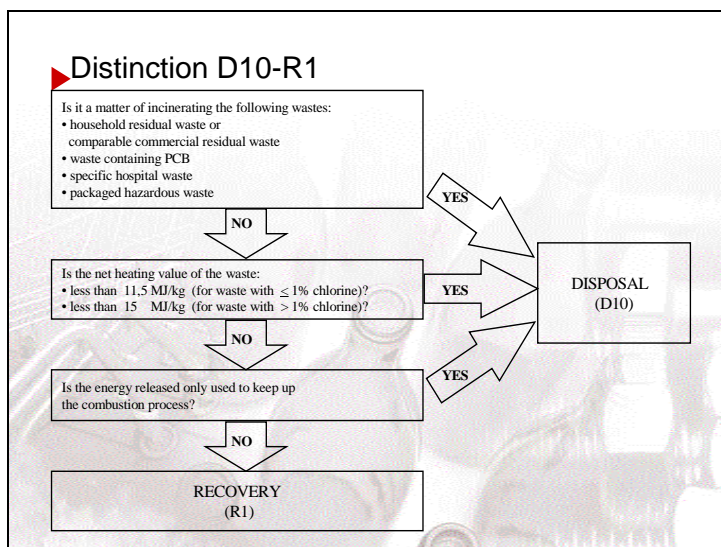 Distinction D10-R1
Is it a matter of incinerating the following wastes:
• household residual waste or
comparable commercial residual waste
• waste containing PCB
• specific hospital waste
• packaged hazardous waste
YES
NO
Is the net heating value of the waste:
• less than 11,5 MJ/kg (for waste with ≤ 1% chlorine)?
• less than 15 MJ/kg (for waste with > 1% chlorine)?
YES
DISPOSAL
(D10)
NO
YES
Is the energy released only used to keep up
the combustion process?
NO
RECOVERY
(R1)